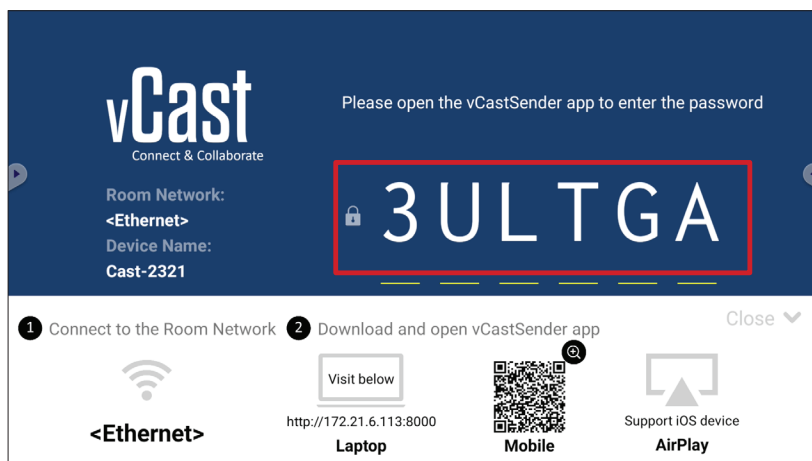 vCast
Connect & Collaborate
Please open the vCastSender app to enter the password
Room Network:
<Ethernet>
Device Name:
Cast-2321
3ULTGA
1 Connect to the Room Network
2 Download and open vCastSender app
Close
<Ethernet>
Visit below
http://172.21.6.113:8000
Laptop
Mobile
Support iOS device
AirPlay